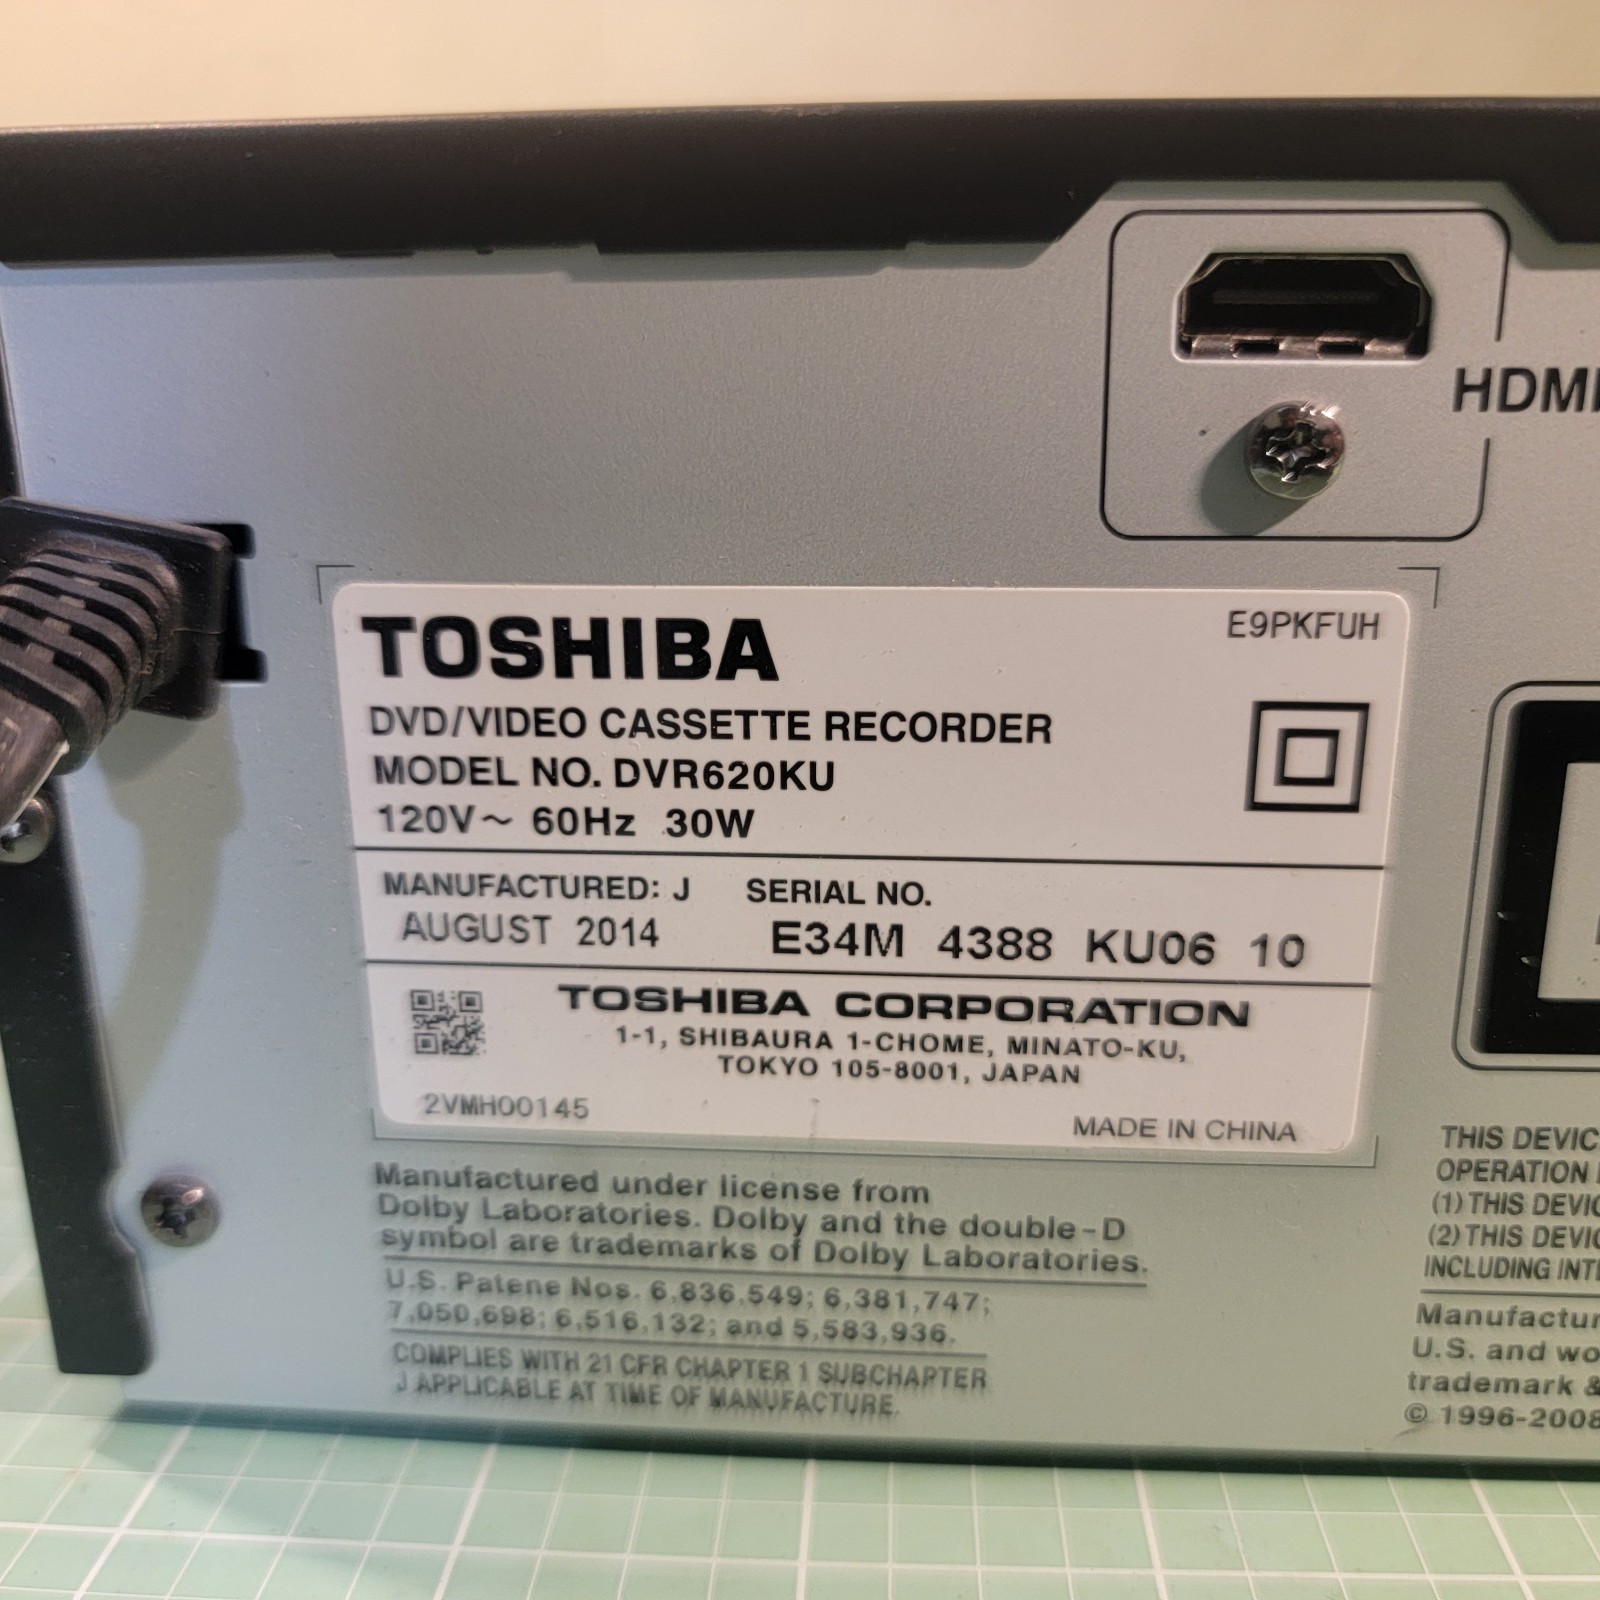 HDMI
TOSHIBA
E9PKFUH
DVD/VIDEO CASSETTE RECORDER
MODEL NO. DVR620KU
120V～ 60Hz 30W
MANUFACTURED: J SERIAL NO.
AUGUST 2014 E34M 4388 KU06 10
TOSHIBA CORPORATION
1-1, SHIBAURA 1-CHOME, MINATO-KU,
TOKYO 105-8001, JAPAN
2VMH00145
MADE IN CHINA
Manufactured under license from
Dolby Laboratories. Dolby and the double-D
symbol are trademarks of Dolby Laboratories.
U.S. Patene Nos. 6,836,549; 6,381,747;
7,050,698; 6,516,132; and 5,583,936.
COMPLIES WITH 21 CFR CHAPTER 1 SUBCHAPTER
J APPLICABLE AT TIME OF MANUFACTURE.
THIS DEVIC
OPERATION
(1) THIS DEVIC
(2) THIS DEVIC
INCLUDING INT
Manufactur
U.S. and wo
trademark &
© 1996-2008